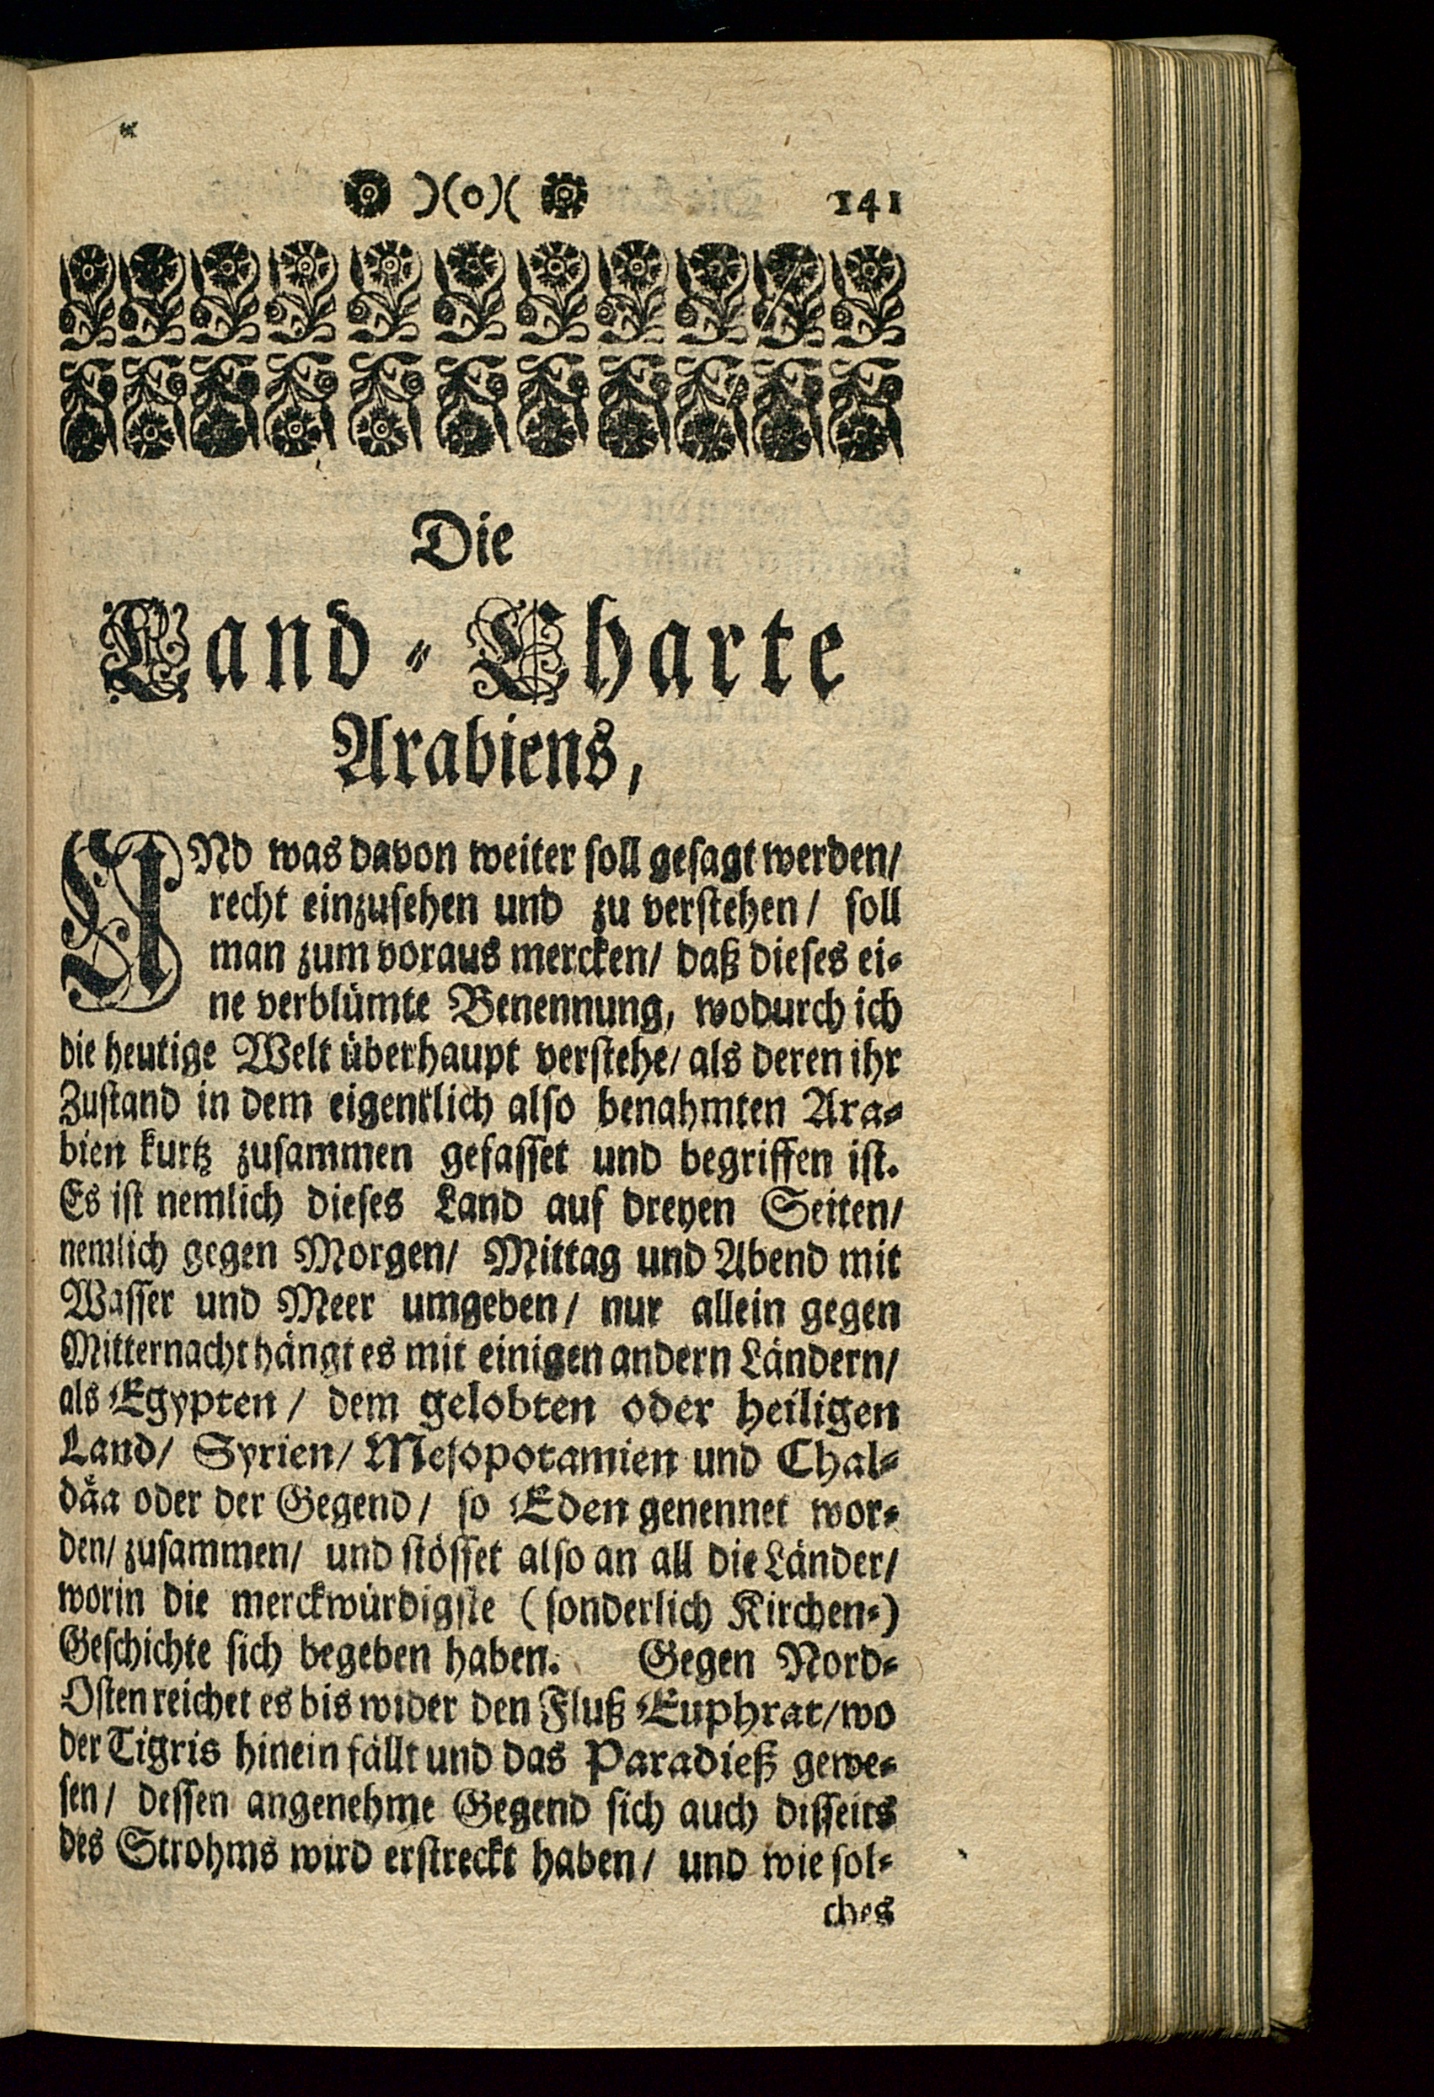 )(o)( 141
Die
Land-Charte
Arabiens,
UNd was davon weiter soll gesagt werden/
recht einzusehen und zu verstehen/ soll
man zum voraus mercken/ daß dieses ei-
ne verblümte Benennung, wodurch ich
die heutige Welt überhaupt verstehe/ als deren ihr
Zustand in dem eigentlich also benahmten Ara-
bien kurtz zusammen gefasset und begriffen ist.
Es ist nemlich dieses Land auf dreyen Seiten/
nemlich gegen Morgen/ Mittag und Abend mit
Wasser und Meer umgeben/ nur allein gegen
Mitternacht hängt es mit einigen andern Ländern/
als Egypten/ dem gelobten oder heiligen
Land/ Syrien/ Mesopotamien und Chal-
däa oder der Gegend/ so Eden genennet wor-
den/ zusammen/ und stösset also an all die Länder/
worin die merckwürdigste (sonderlich Kirchen-)
Geschichte sich begeben haben. Gegen Nord-
Osten reichet es bis wider den Fluß Euphrat/ wo
der Tigris hinein fällt und das Paradieß gewe-
sen/ dessen angenehme Gegend sich auch disseits
des Strohms wird erstreckt haben/ und wie sol-
ches